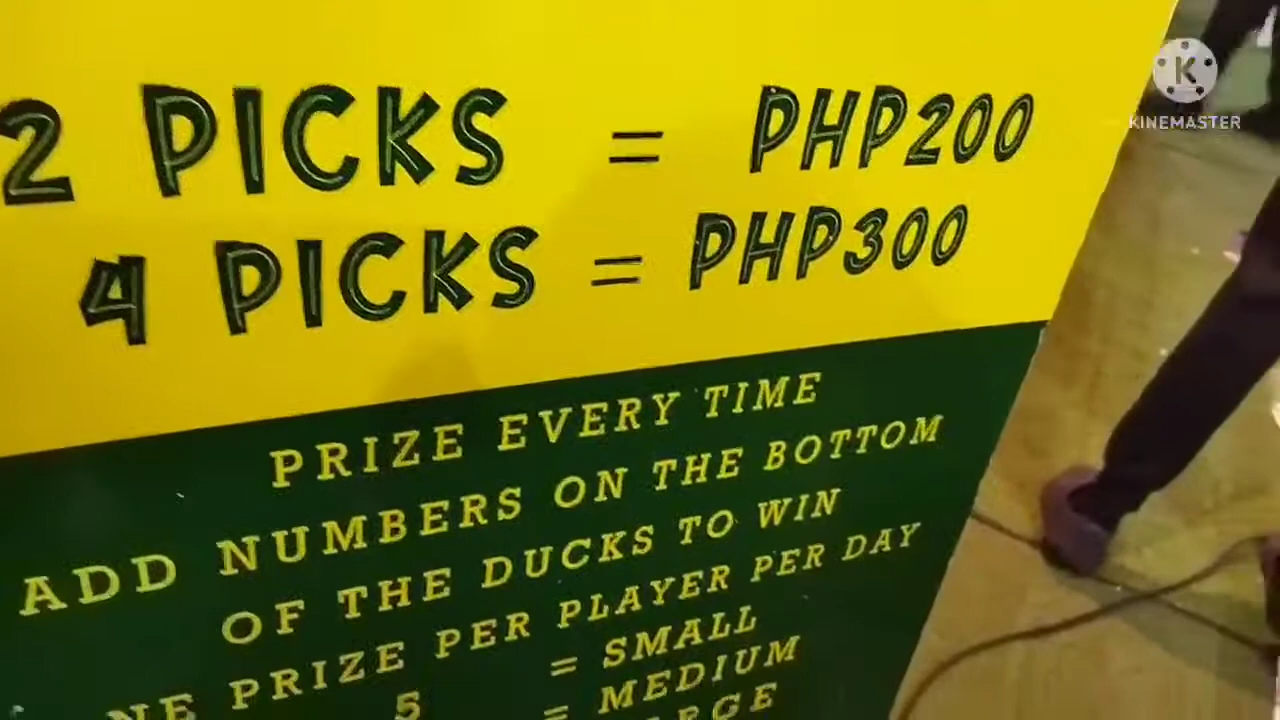 2 PICKS = PHP200
4 PICKS = PHP300
PRIZE EVERY TIME
ADD NUMBERS ON THE BOTTOM
OF THE DUCKS TO WIN
PRIZE PER PLAYER PER DAY
= SMALL
5 = MEDIUM
K
KINEMASTER